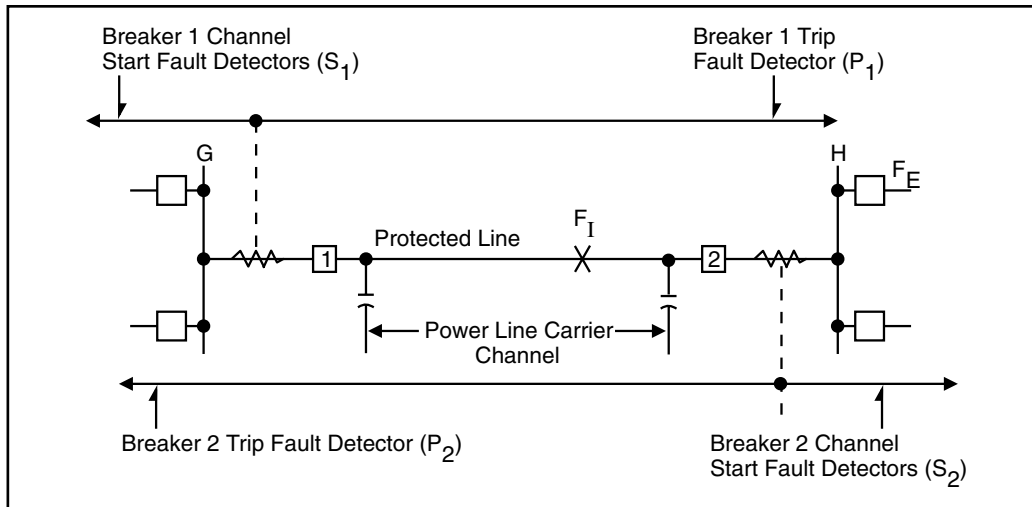 Breaker 1 Channel
Start Fault Detectors (S1)
Breaker 1 Trip
Fault Detector (P1)
G
H
FE
FI
Protected Line
1
2
Power Line Carrier
Channel
Breaker 2 Trip Fault Detector (P2)
Breaker 2 Channel
Start Fault Detectors (S2)